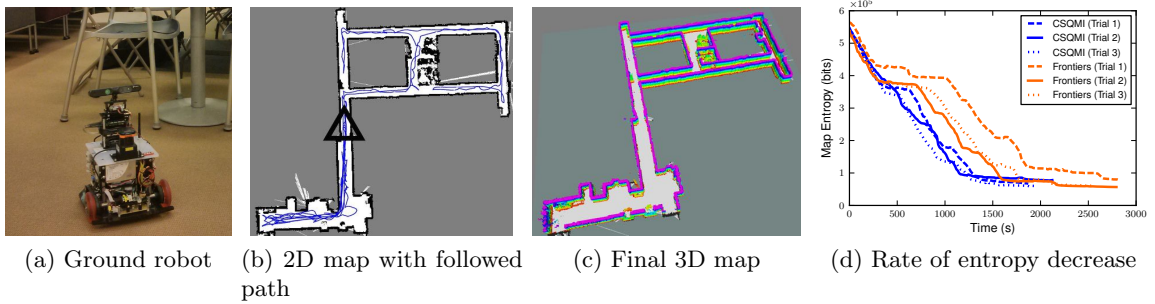 ×10⁵
6
5
4
3
2
1
0
Map Entropy (bits)
0 500 1000 1500 2000 2500 3000
Time (s)
CSQMI (Trial 1)
CSQMI (Trial 2)
CSQMI (Trial 3)
Frontiers (Trial 1)
Frontiers (Trial 2)
Frontiers (Trial 3)
(a) Ground robot
(b) 2D map with followed
path
(c) Final 3D map
(d) Rate of entropy decrease